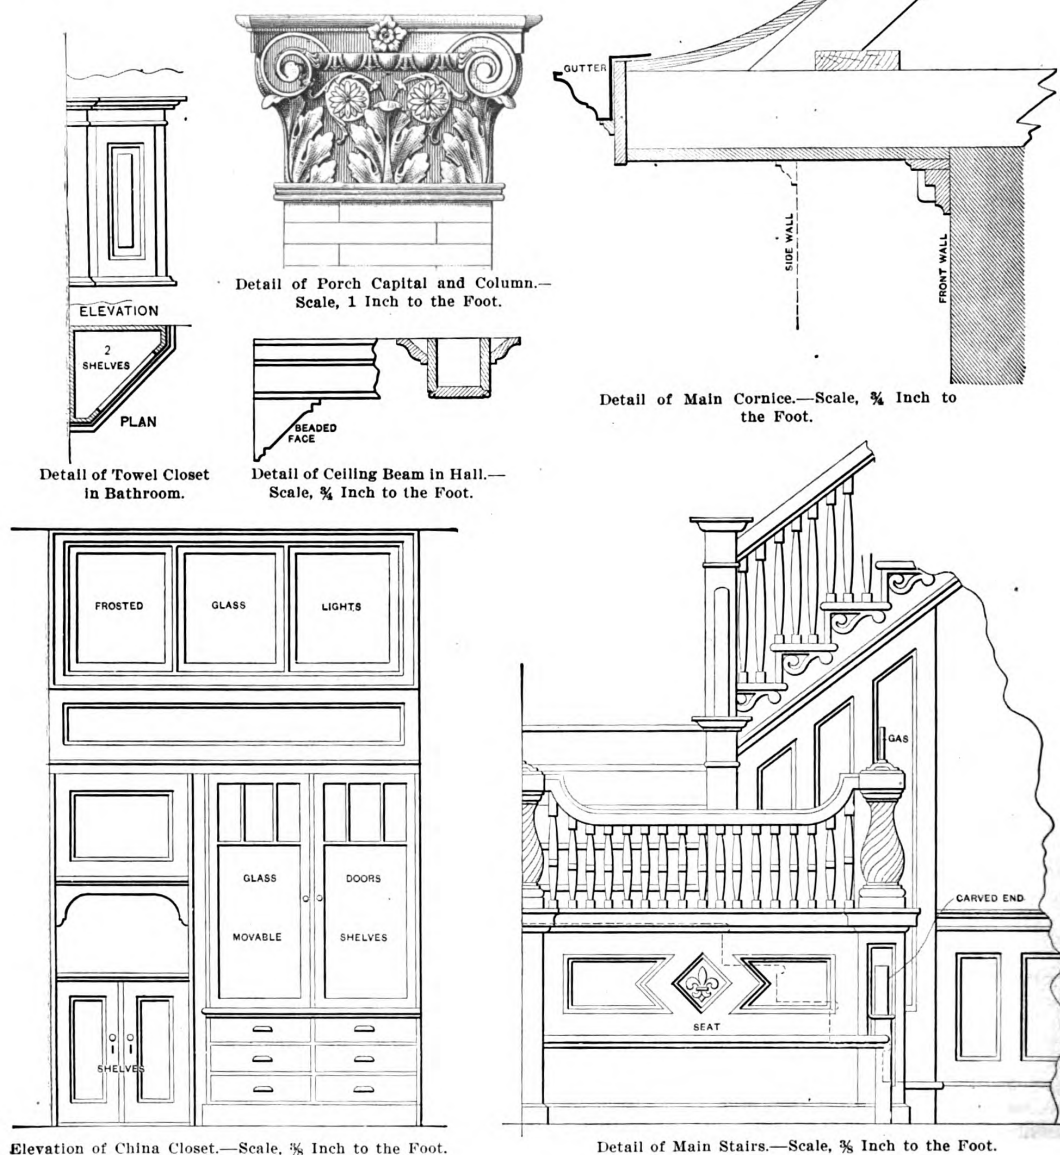 GUTTER
SIDE WALL
FRONT WALL
ELEVATION
2
SHELVES
PLAN
Detail of Towel Closet
in Bathroom.
Detail of Porch Capital and Column.—
Scale, 1 Inch to the Foot.
BEADED
FACE
Detail of Ceiling Beam in Hall.—
Scale, ¾ Inch to the Foot.
Detail of Main Cornice.—Scale, ¾ Inch to
the Foot.
FROSTED GLASS LIGHTS
GLASS DOORS
MOVABLE SHELVES
SHELVES
Elevation of China Closet.—Scale, ⅜ Inch to the Foot.
GAS
CARVED END
SEAT
Detail of Main Stairs.—Scale, ⅜ Inch to the Foot.